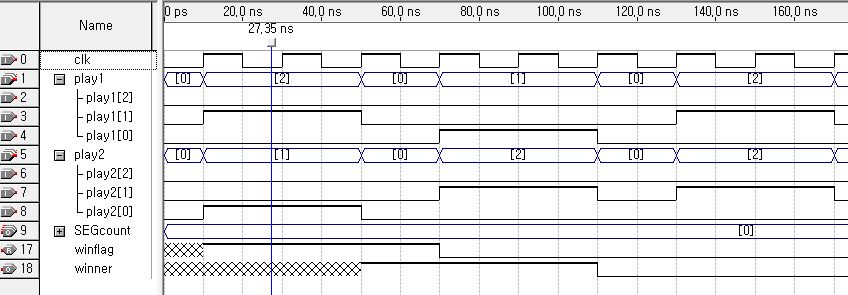 Name 0 ps 20,0 ns 40,0 ns 60,0 ns 80,0 ns 100,0 ns 120,0 ns 140,0 ns 160,0 ns
27,35 ns
0 clk
1 play1 [0] [2] [0] [1] [0] [2]
2 play1[2]
3 play1[1]
4 play1[0]
5 play2 [0] [1] [0] [2] [0] [2]
6 play2[2]
7 play2[1]
8 play2[0]
9 SEGcount [0]
17 winflag
18 winner